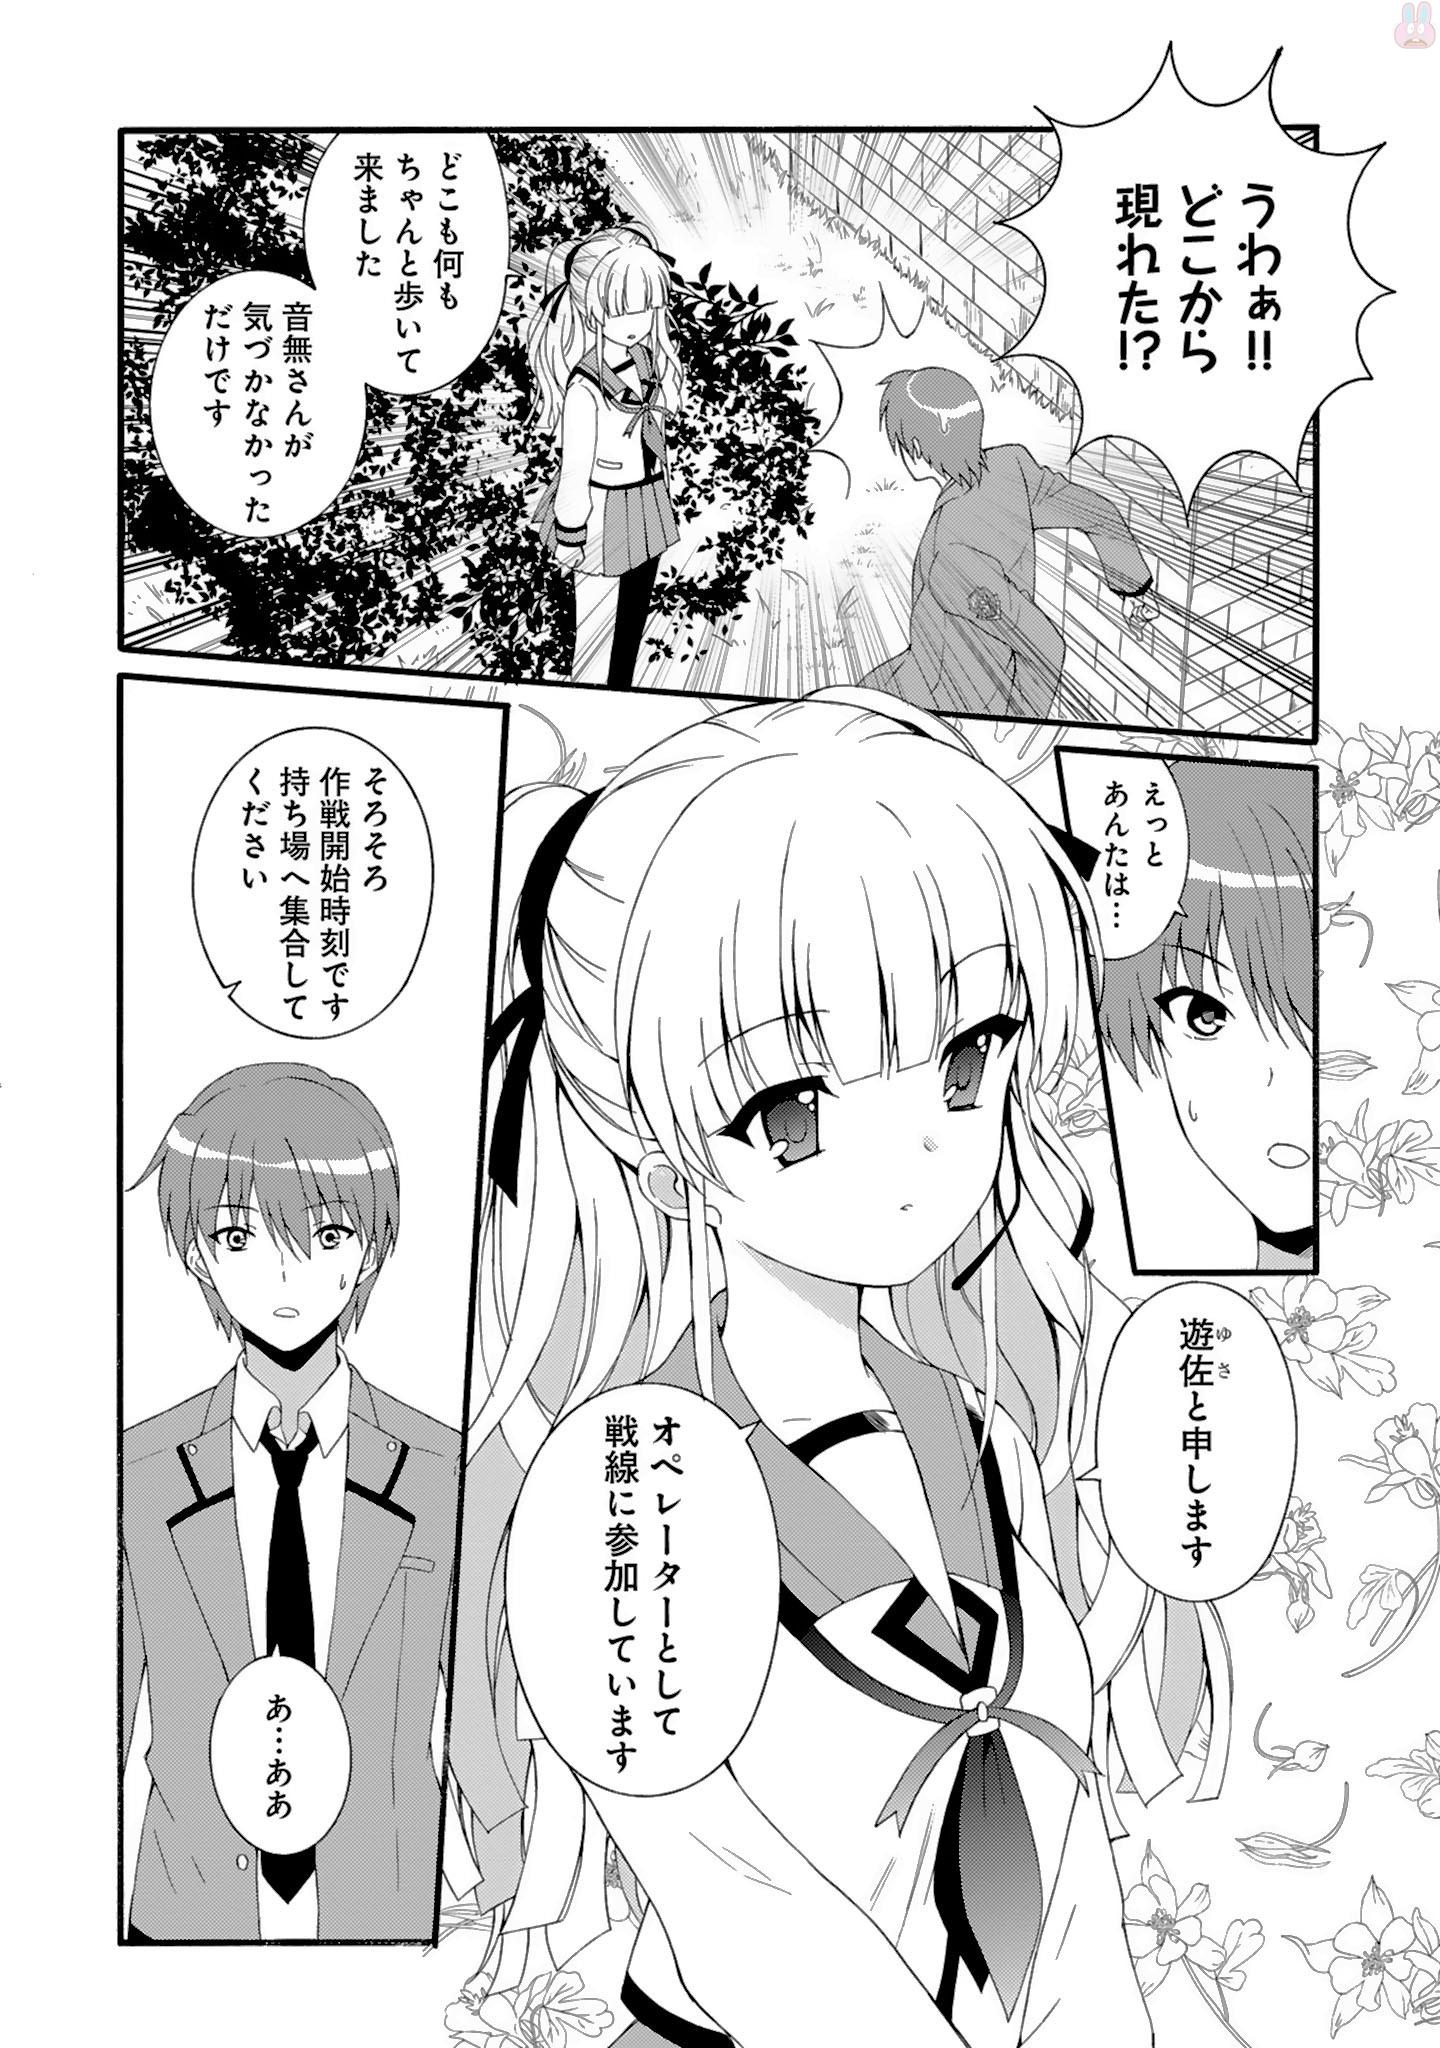 うわぁ!!
どこから
現れた!?
どこも何も
ちゃんと歩いて
来ました
音無さんが
気づかなかった
だけです
えっと
あんたは…
遊佐と申します
ゆさ
オペレーターとして
戦線に参加しています
そろそろ
作戦開始時刻です
持ち場へ集合して
ください
あ…ああ